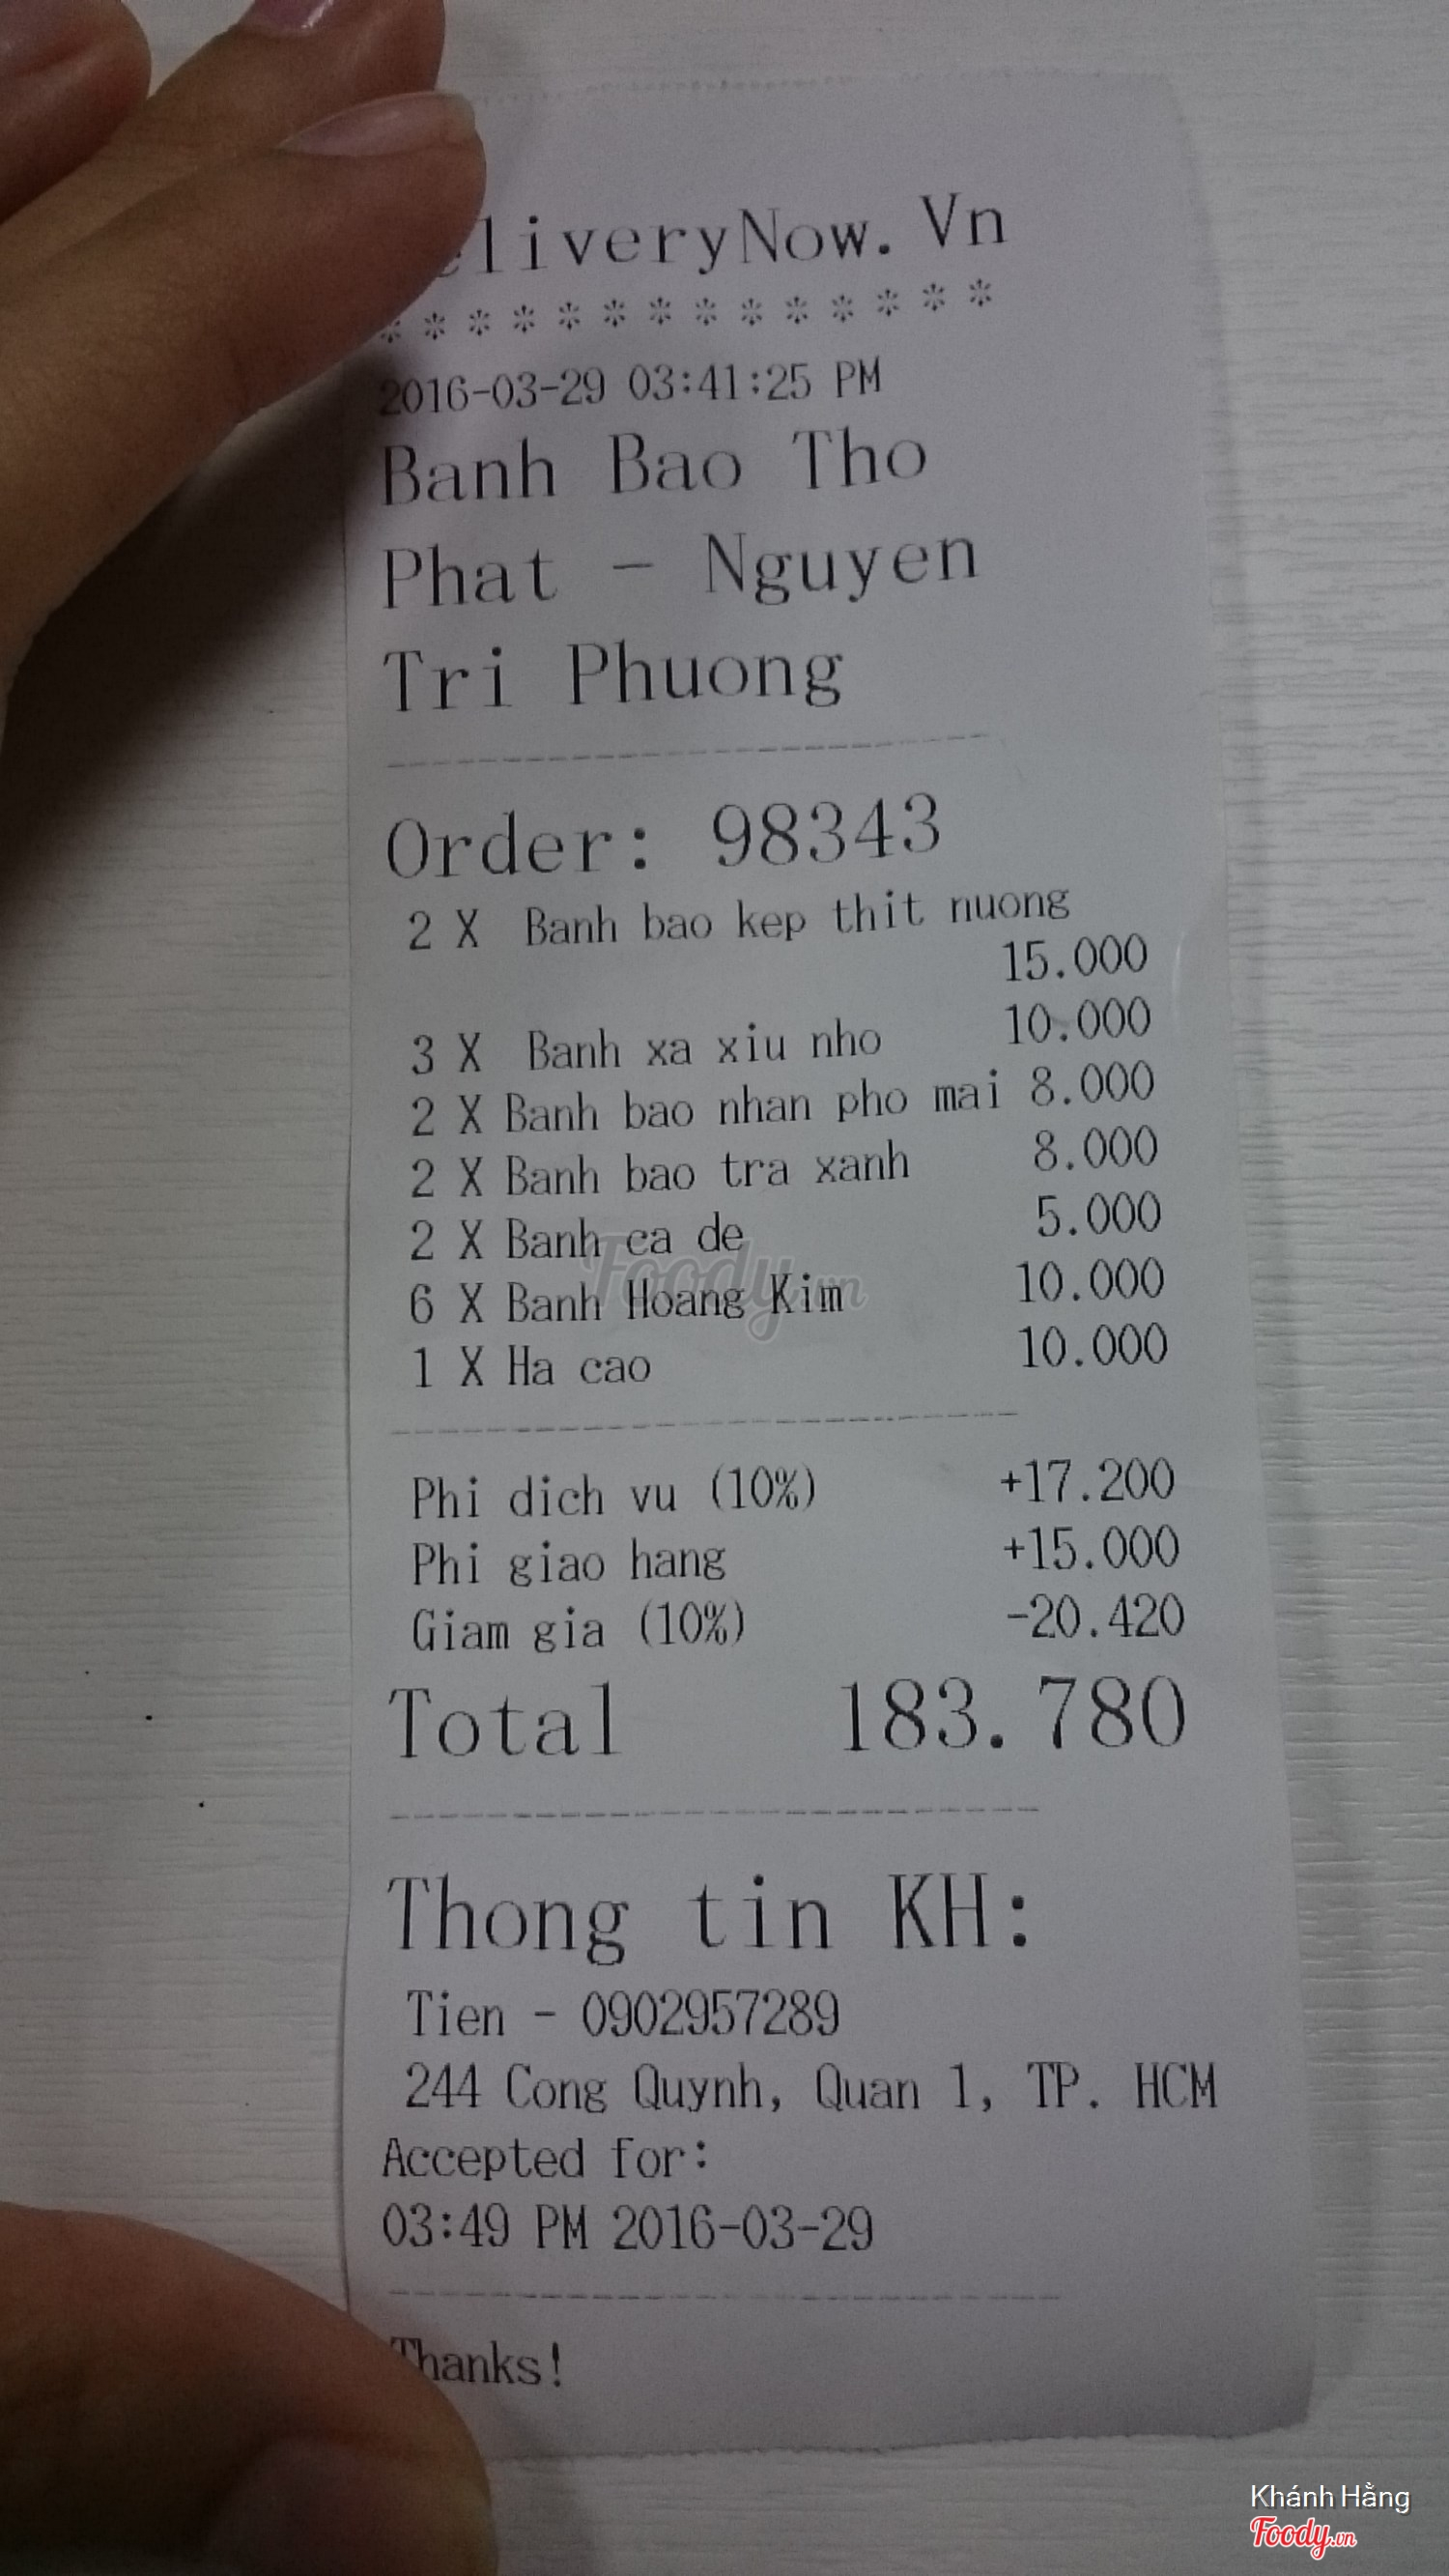 eliveryNow.Vn
* * * * * * * * * * * * * *
2016-03-29 03:41:25 PM
Banh Bao Tho
Phat - Nguyen
Tri Phuong
Order: 98343
2 X Banh bao kep thit nuong
15.000
3 X Banh xa xiu nho 10.000
2 X Banh bao nhan pho mai 8.000
2 X Banh bao tra xanh 8.000
2 X Banh ca de 5.000
6 X Banh Hoang Kim 10.000
1 X Ha cao 10.000
Phi dich vu (10%) +17.200
Phi giao hang +15.000
Giam gia (10%) -20.420
Total 183.780
Thong tin KH:
Tien - 0902957289
244 Cong Quynh, Quan 1, TP. HCM
Accepted for:
03:49 PM 2016-03-29
Thanks!
Foody.vn
Khánh Hằng
Foody.vn